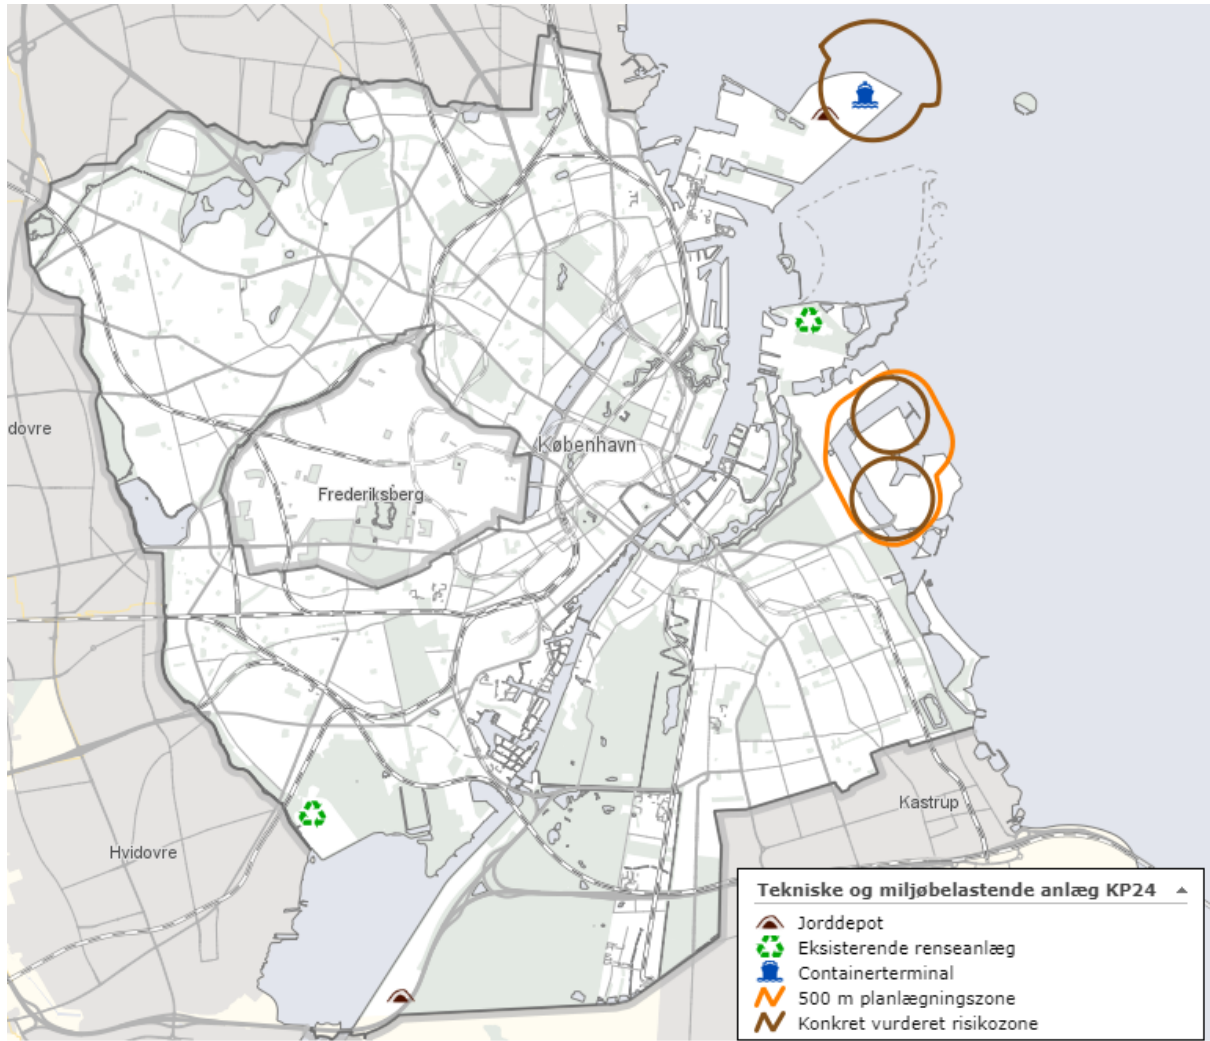 dovre
København
Frederiksberg
Kastrup
Hvidovre
Tekniske og miljøbelastende anlæg KP24
Jorddepot
Eksisterende renseanlæg
Containerterminal
500 m planlægningszone
Konkret vurderet risikozone